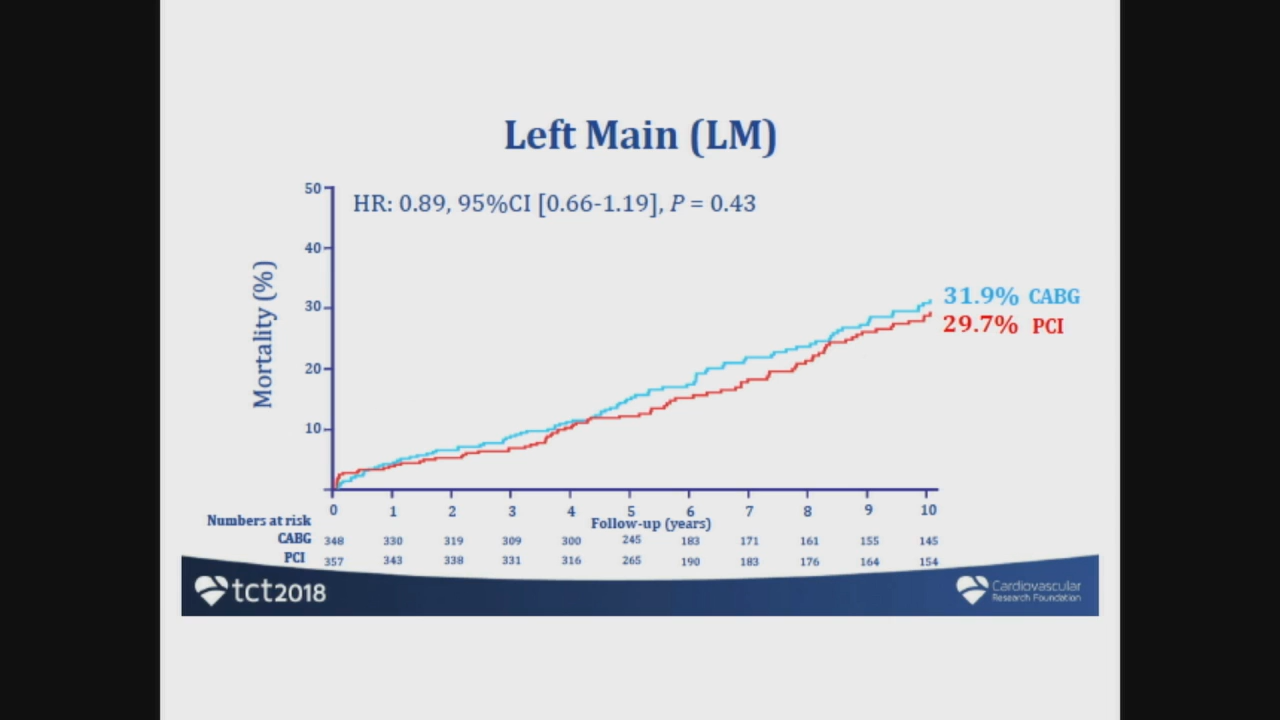 Left Main (LM)
HR: 0.89, 95%CI [0.66-1.19], P = 0.43
Mortality (%)
50
40
30
20
10
31.9% CABG
29.7% PCI
0 1 2 3 4 5 6 7 8 9 10
Follow-up (years)
Numbers at risk
CABG 348 330 319 309 300 245 183 171 161 155 145
PCI 357 343 338 331 316 265 190 183 176 164 154
tct2018
Cardiovascular
Research Foundation